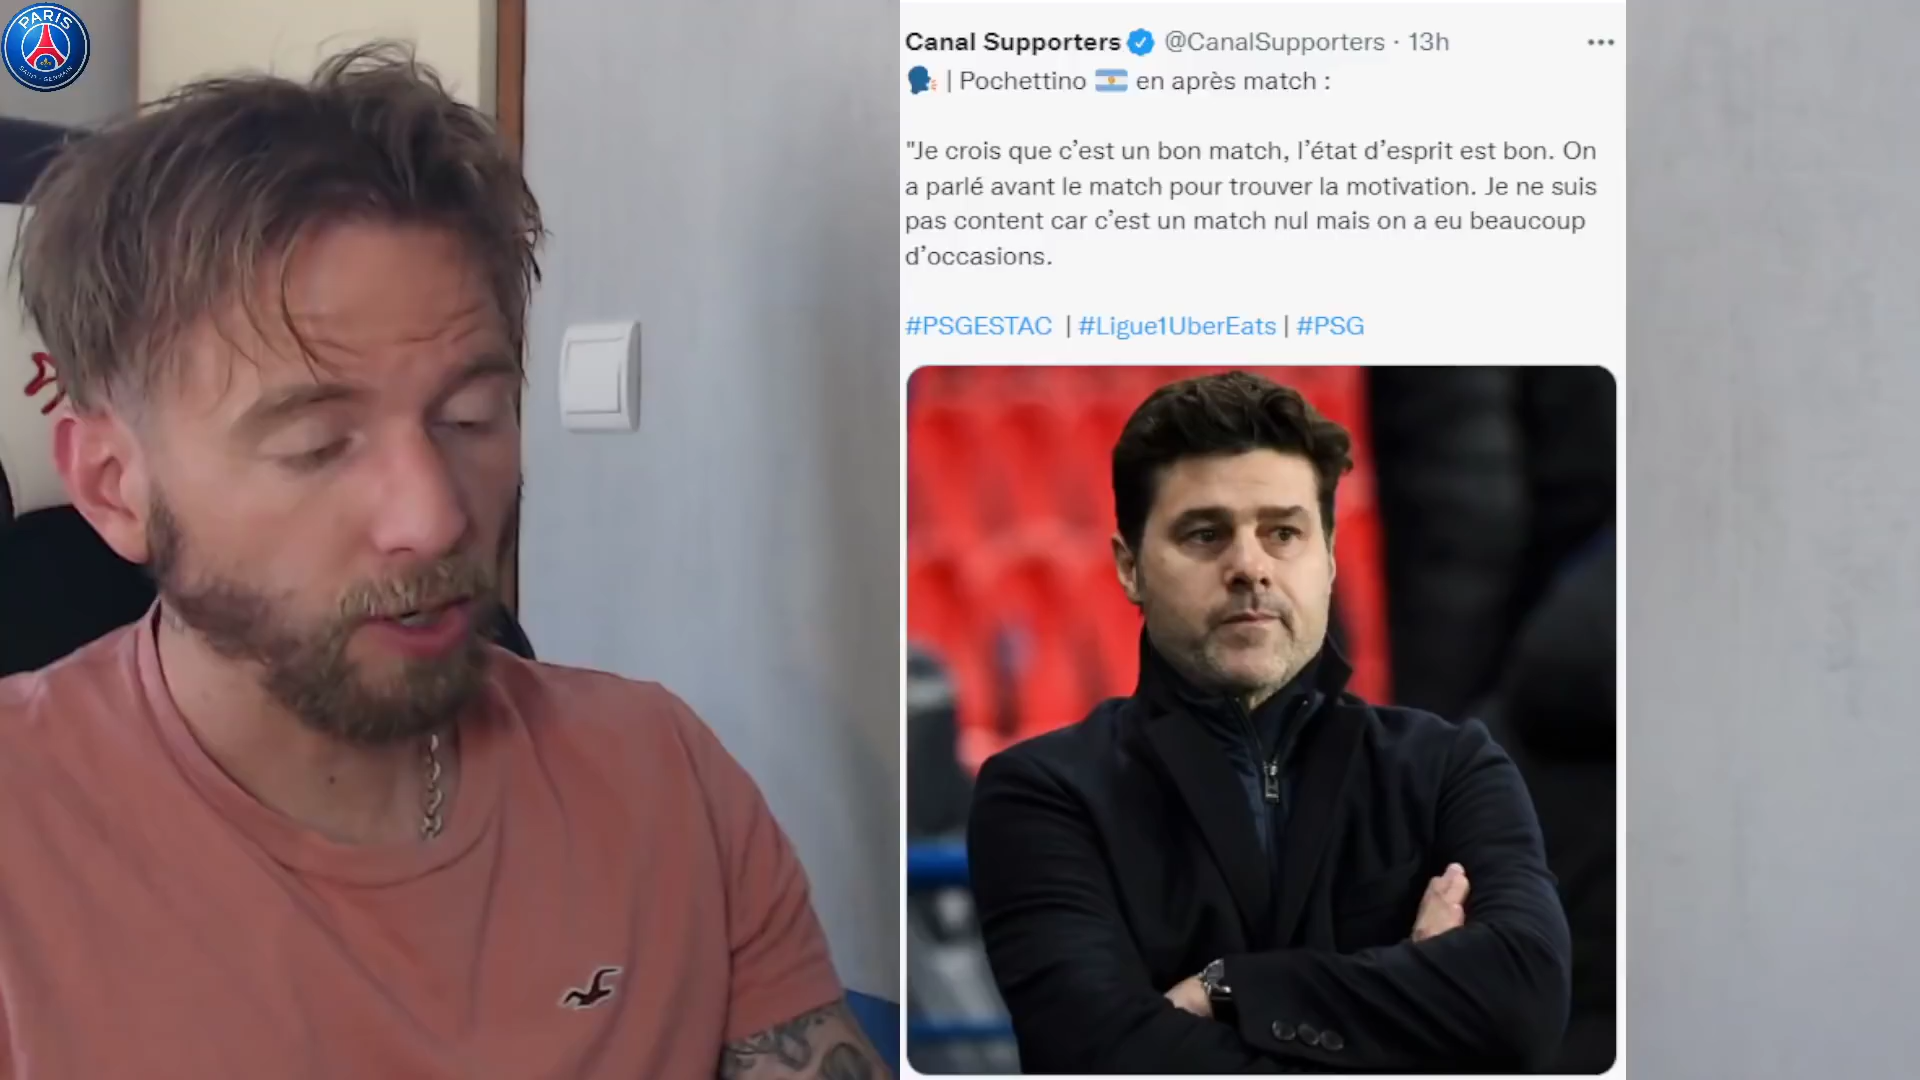 PARIS
SAINT-GERMAIN
Canal Supporters @CanalSupporters · 13h
| Pochettino en après match :
"Je crois que c’est un bon match, l’état d’esprit est bon. On
a parlé avant le match pour trouver la motivation. Je ne suis
pas content car c’est un match nul mais on a eu beaucoup
d’occasions.
#PSGESTAC | #Ligue1UberEats | #PSG